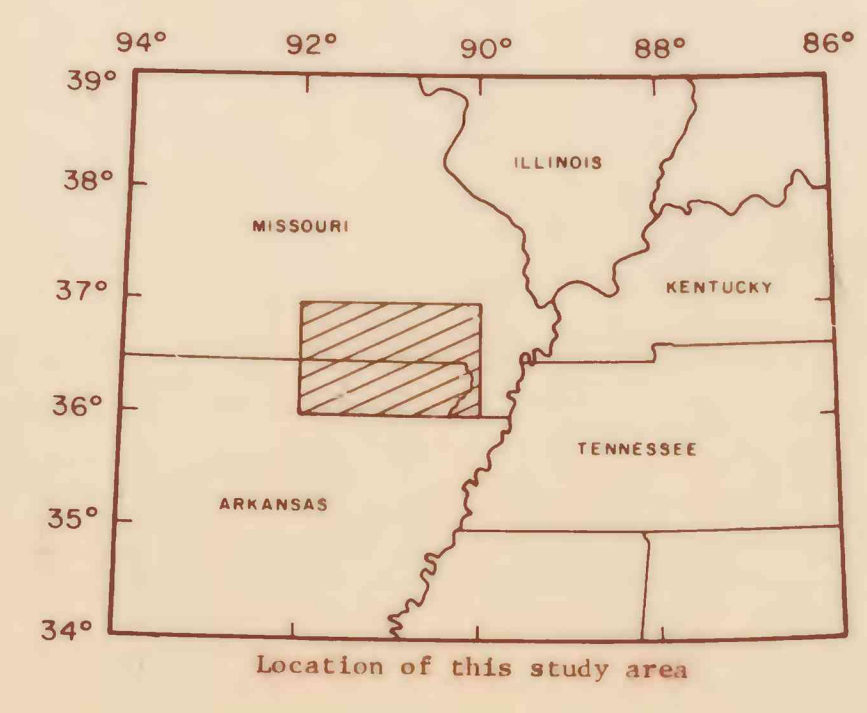 94° 92° 90° 88° 86°
39°
38°
ILLINOIS
MISSOURI
37°
KENTUCKY
36°
TENNESSEE
ARKANSAS
35°
34°
Location of this study area